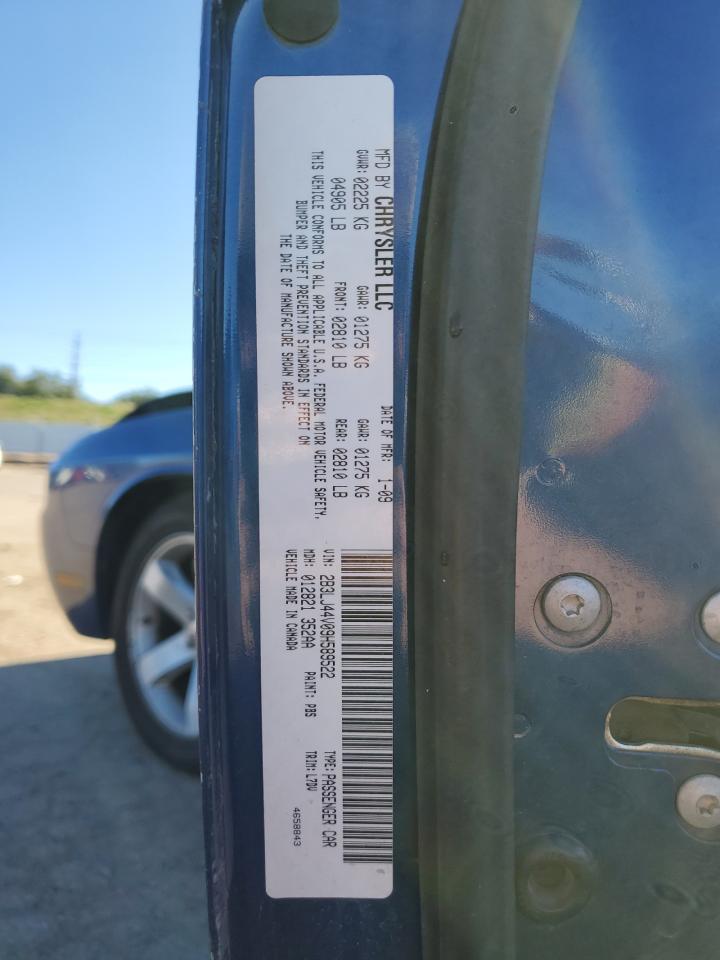 MFD BY CHRYSLER LLC DATE OF MFR: 1-09
GVWR: 02225 KG GAWR: 01275 KG GAWR: 01275 KG
04905 LB FRONT: 02810 LB REAR: 02810 LB
THIS VEHICLE CONFORMS TO ALL APPLICABLE U.S.A. FEDERAL MOTOR VEHICLE SAFETY,
BUMPER AND THEFT PREVENTION STANDARDS IN EFFECT ON
THE DATE OF MANUFACTURE SHOWN ABOVE.
VIN: 2B3LJ44V09H589522 TYPE: PASSENGER CAR
MDH: 012821 352AA PAINT: PBS TRIM: L7DV
VEHICLE MADE IN CANADA
4658843